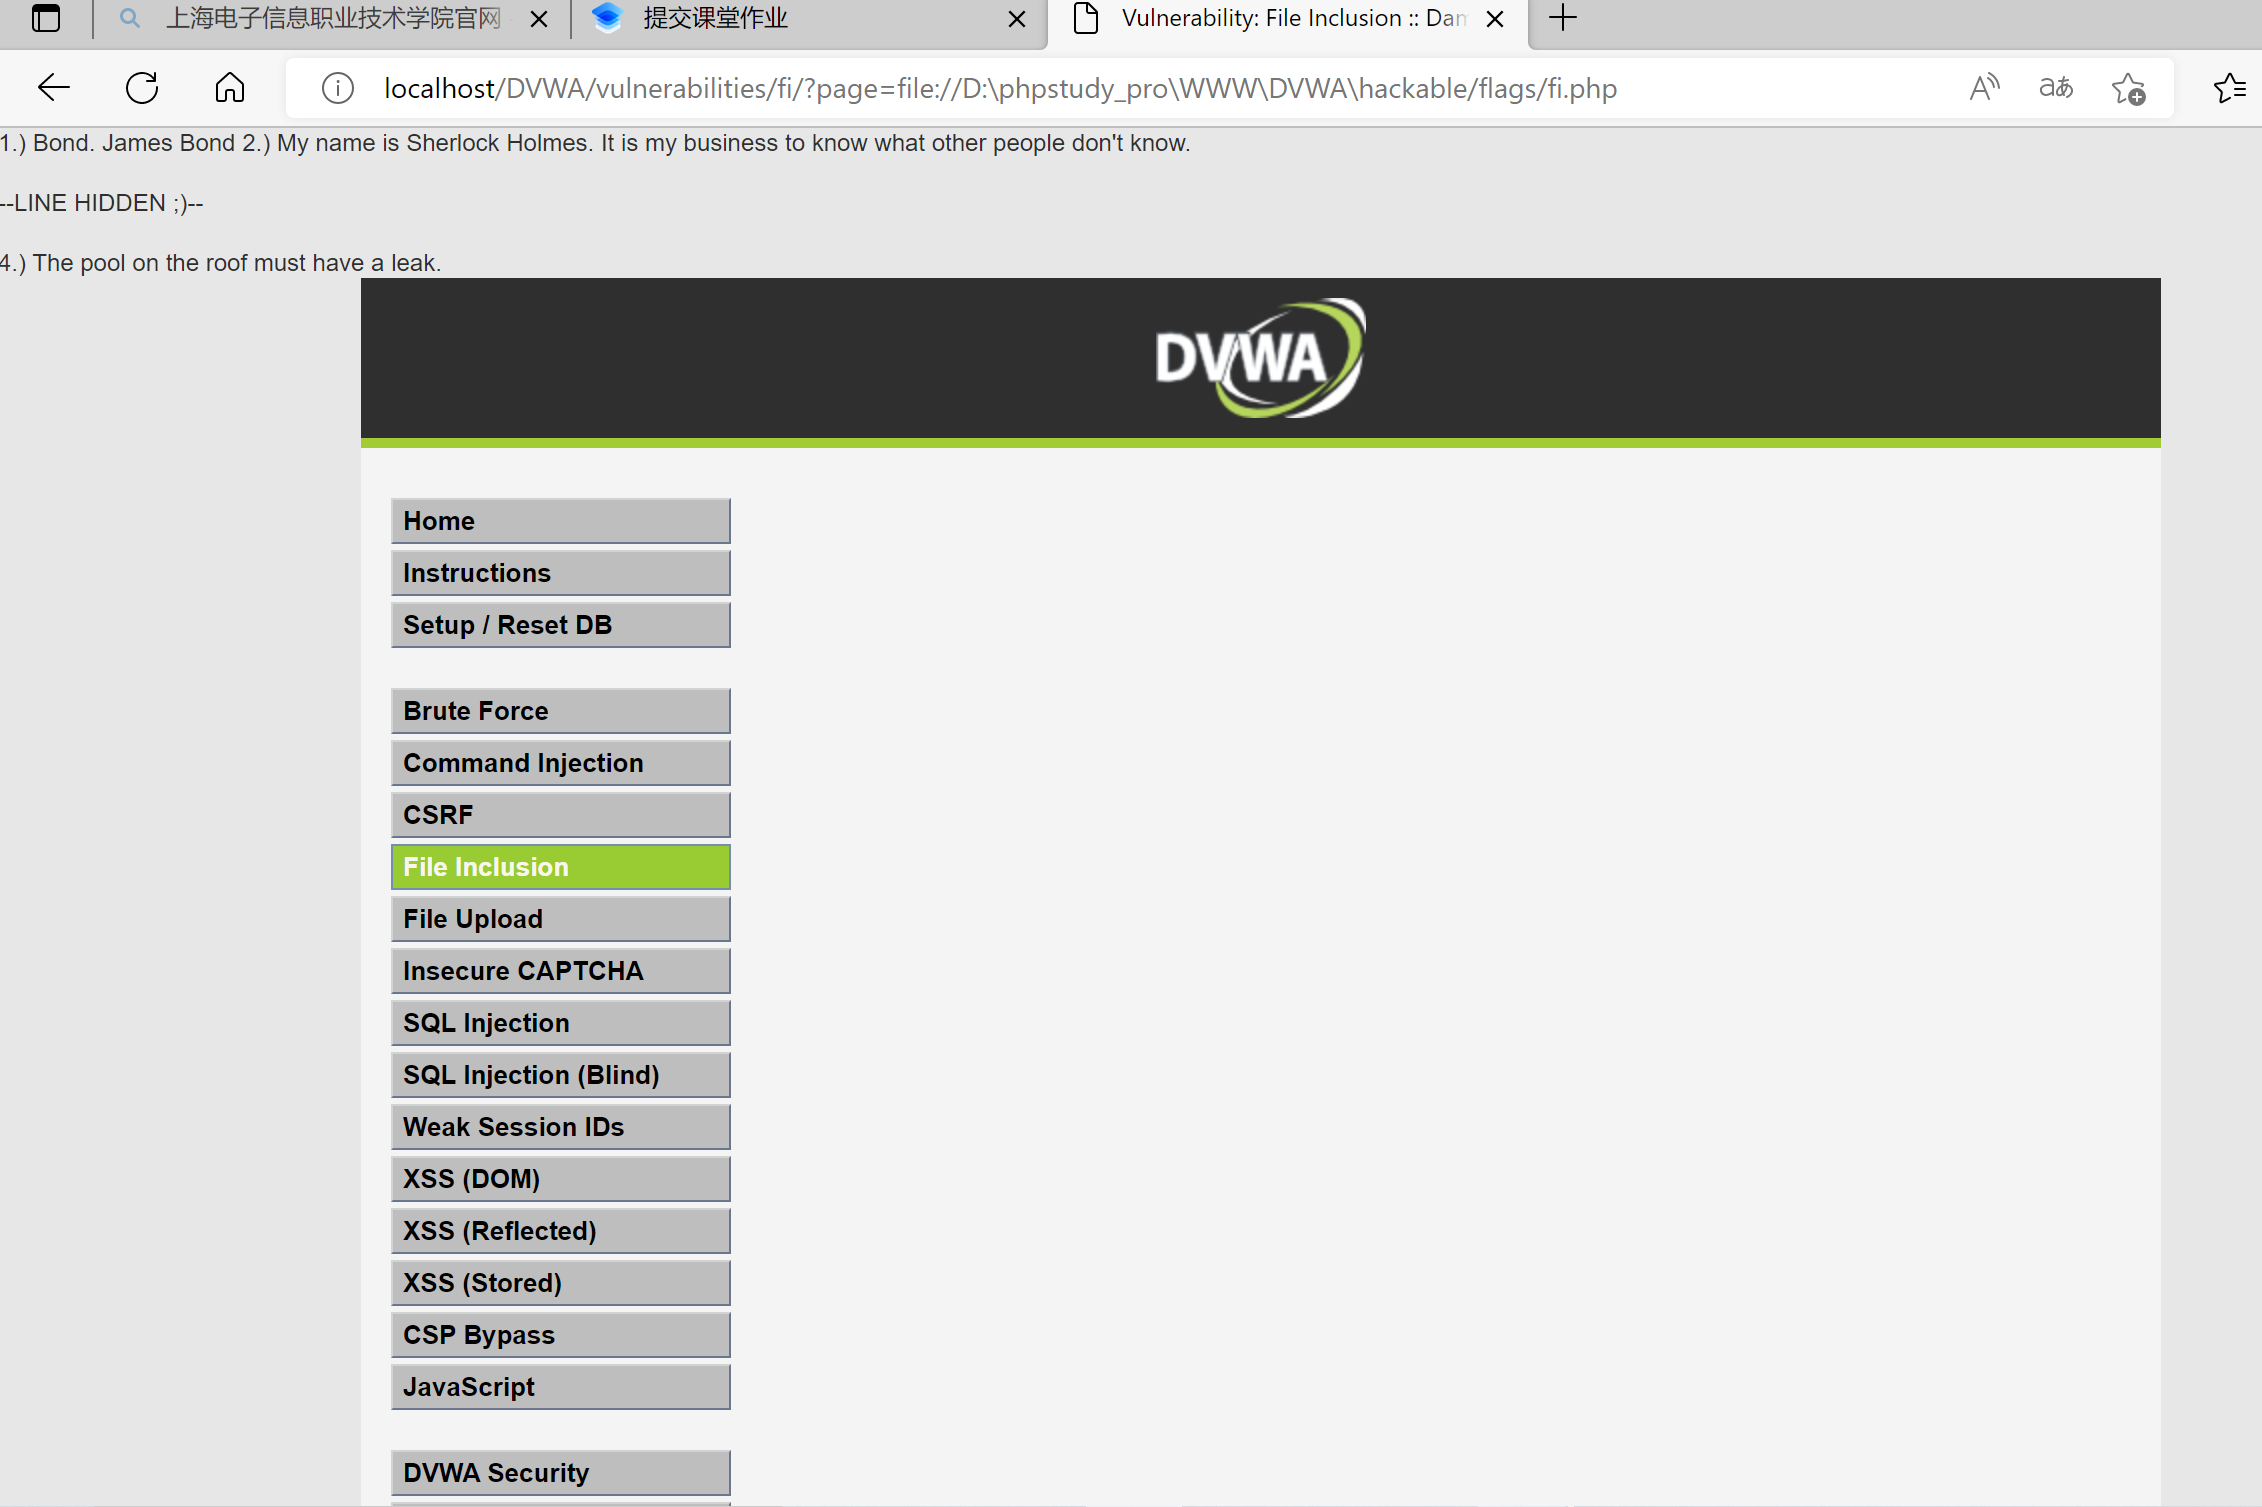 上海电子信息职业技术学院官网
提交课堂作业
Vulnerability: File Inclusion :: Dam
localhost/DVWA/vulnerabilities/fi/?page=file://D:\phpstudy_pro\WWW\DVWA\hackable/flags/fi.php
1.) Bond. James Bond 2.) My name is Sherlock Holmes. It is my business to know what other people don't know.
--LINE HIDDEN ;)--
4.) The pool on the roof must have a leak.
DVWA
Home
Instructions
Setup / Reset DB
Brute Force
Command Injection
CSRF
File Inclusion
File Upload
Insecure CAPTCHA
SQL Injection
SQL Injection (Blind)
Weak Session IDs
XSS (DOM)
XSS (Reflected)
XSS (Stored)
CSP Bypass
JavaScript
DVWA Security